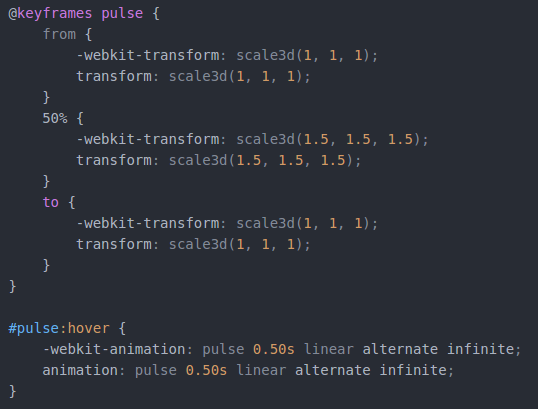 @keyframes pulse {
    from {
        -webkit-transform: scale3d(1, 1, 1);
        transform: scale3d(1, 1, 1);
    }
    50% {
        -webkit-transform: scale3d(1.5, 1.5, 1.5);
        transform: scale3d(1.5, 1.5, 1.5);
    }
    to {
        -webkit-transform: scale3d(1, 1, 1);
        transform: scale3d(1, 1, 1);
    }
}

#pulse:hover {
    -webkit-animation: pulse 0.50s linear alternate infinite;
    animation: pulse 0.50s linear alternate infinite;
}